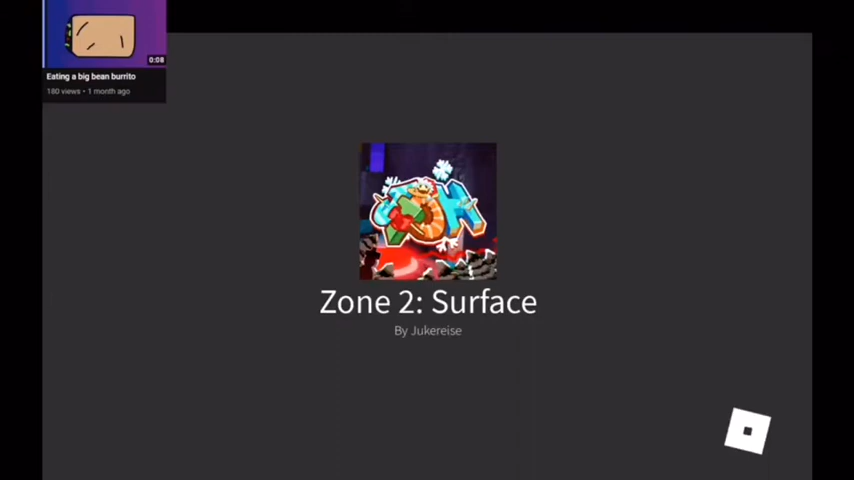 0:08
Eating a big bean burrito
180 views • 1 month ago
Zone 2: Surface
By Jukereise